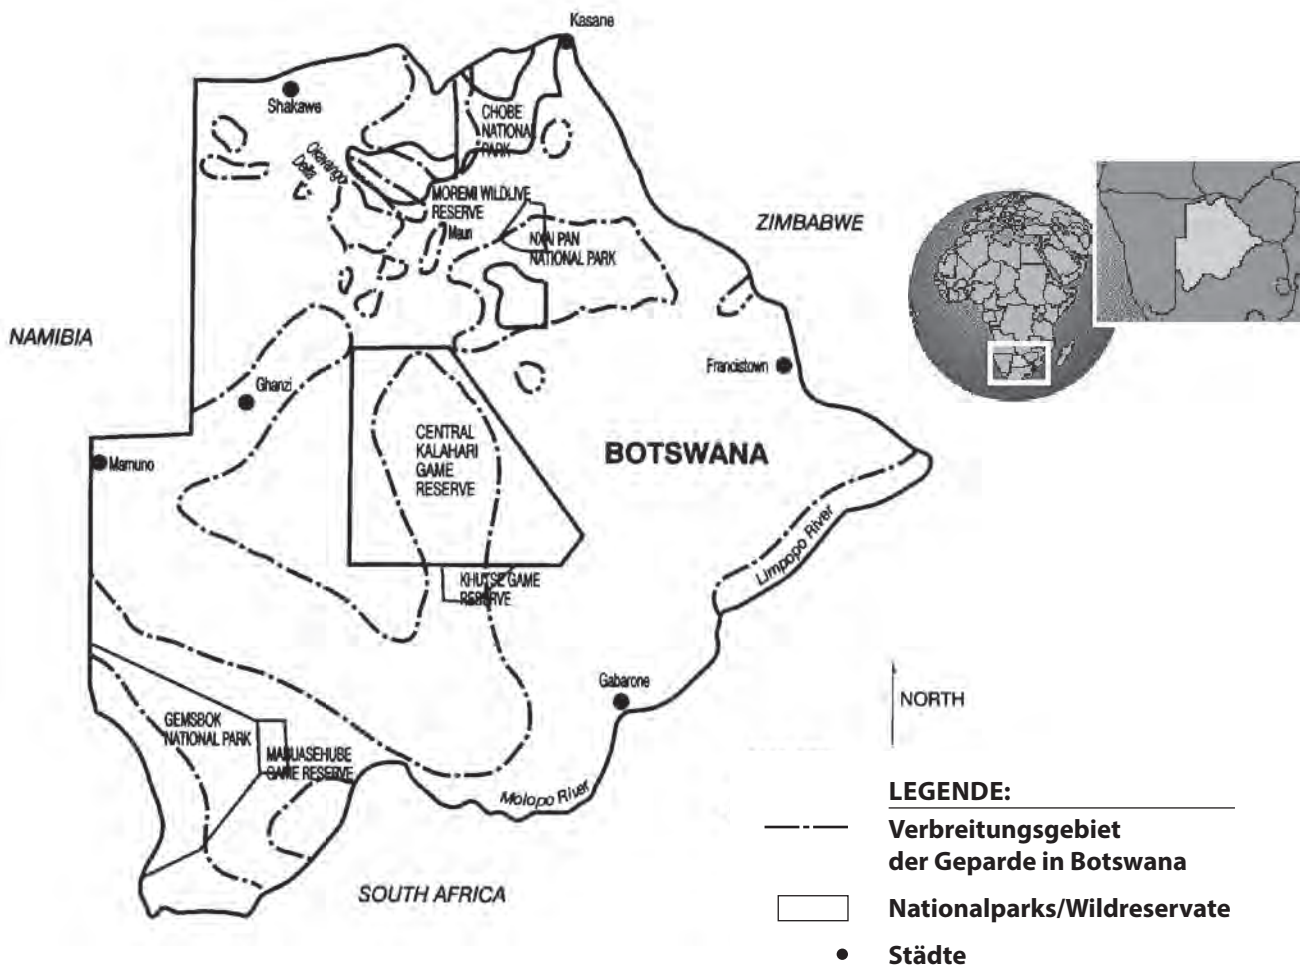 Kasane
Shakawe
CHOBE
NATIONAL
PARK
Okavango
Delta
MOREMI WILDLIVE
RESERVE
Maun
ZIMBABWE
NXAI PAN
NATIONAL PARK
NAMIBIA
Francistown
Ghanzi
CENTRAL
KALAHARI
GAME
RESERVE
BOTSWANA
Mamuno
Limpopo River
KHUTSE GAME
RESERVE
Gabarone
NORTH
GEMSBOK
NATIONAL PARK
MABUASEHUBE
GAME RESERVE
Molopo River
SOUTH AFRICA
LEGENDE:
Verbreitungsgebiet
der Geparde in Botswana
Nationalparks/Wildreservate
Städte